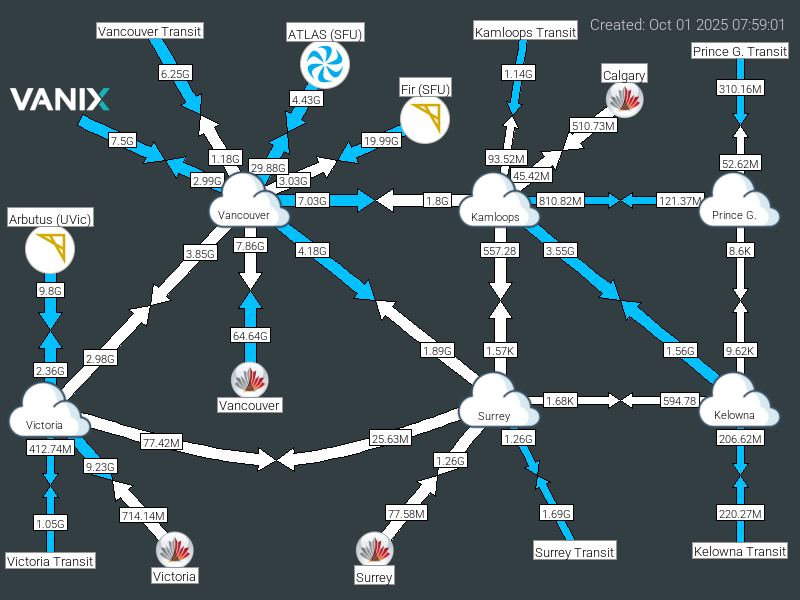 Created: Oct 01 2025 07:59:01
Vancouver Transit
ATLAS (SFU)
Kamloops Transit
Prince G. Transit
6.25G
1.14G
Calgary
VANIX
4.43G
Fir (SFU)
310.16M
7.5G
19.99G
510.73M
1.18G
93.52M
52.62M
29.88G
2.99G
3.03G
45.42M
Vancouver
7.03G
1.8G
Kamloops
810.82M
121.37M
Prince G.
Arbutus (UVic)
3.85G
7.86G
4.18G
557.28
3.55G
8.6K
9.8G
64.64G
2.98G
1.89G
1.57K
1.56G
9.62K
2.36G
Vancouver
Victoria
Surrey
1.68K
594.78
Kelowna
412.74M
77.42M
25.63M
1.26G
206.62M
9.23G
1.26G
1.05G
714.14M
77.58M
1.69G
220.27M
Victoria Transit
Victoria
Surrey
Surrey Transit
Kelowna Transit